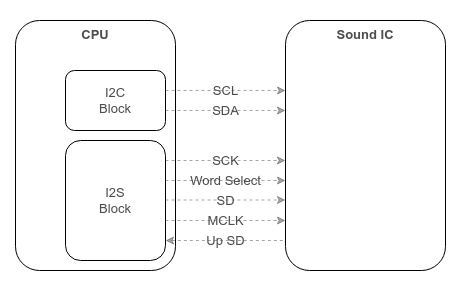 CPU
Sound IC
I2C
Block
SCL
SDA
I2S
Block
SCK
Word Select
SD
MCLK
Up SD